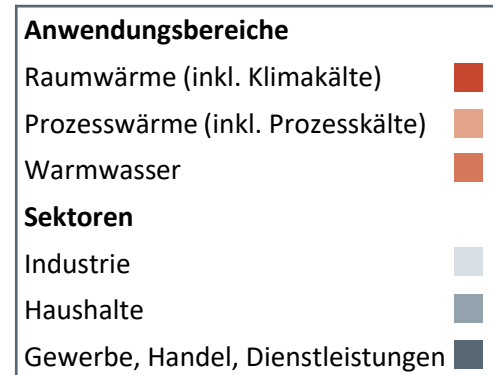 Anwendungsbereiche
Raumwärme (inkl. Klimakälte)
Prozesswärme (inkl. Prozesskälte)
Warmwasser
Sektoren
Industrie
Haushalte
Gewerbe, Handel, Dienstleistungen